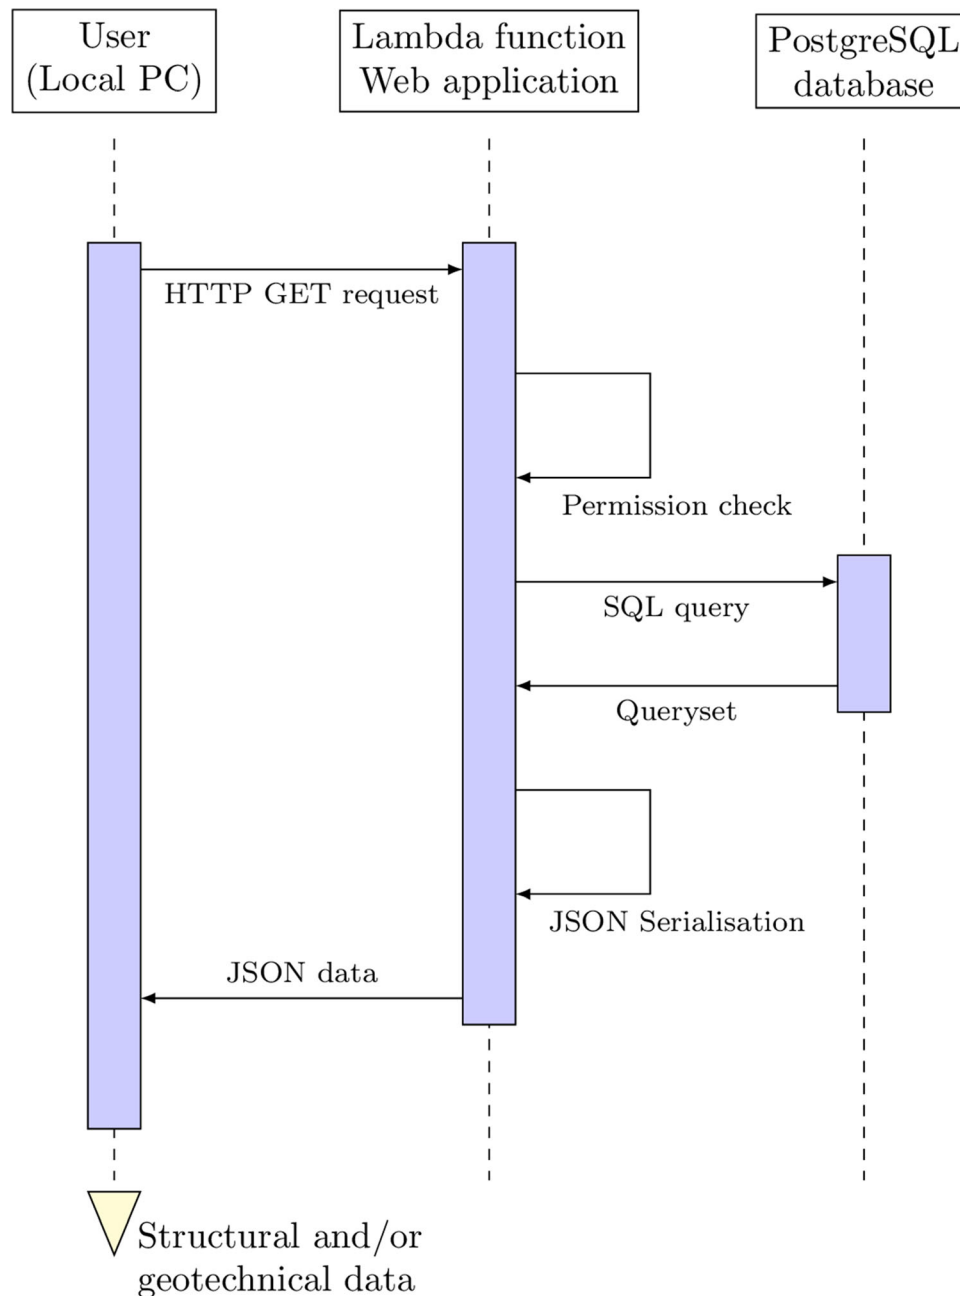 User
(Local PC)
Lambda function
Web application
PostgreSQL
database
HTTP GET request
Permission check
SQL query
Queryset
JSON Serialisation
JSON data
Structural and/or
geotechnical data